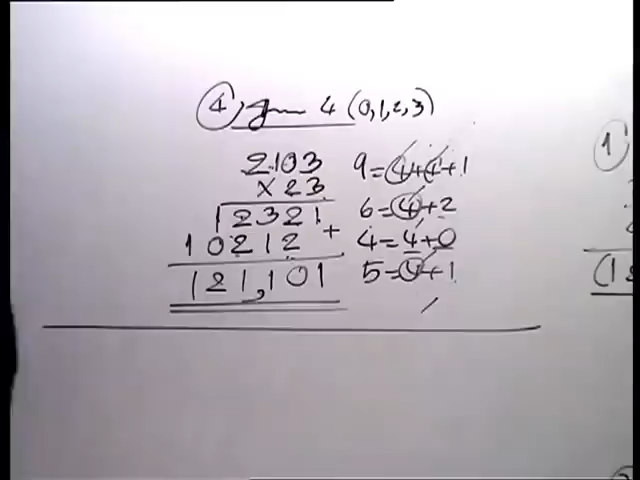 4, 4 (0,1,2,3)
2103 9=4+4+1
×23 6=4+2
12321 4=4+0
10212 + 5=4+1
121,101
1